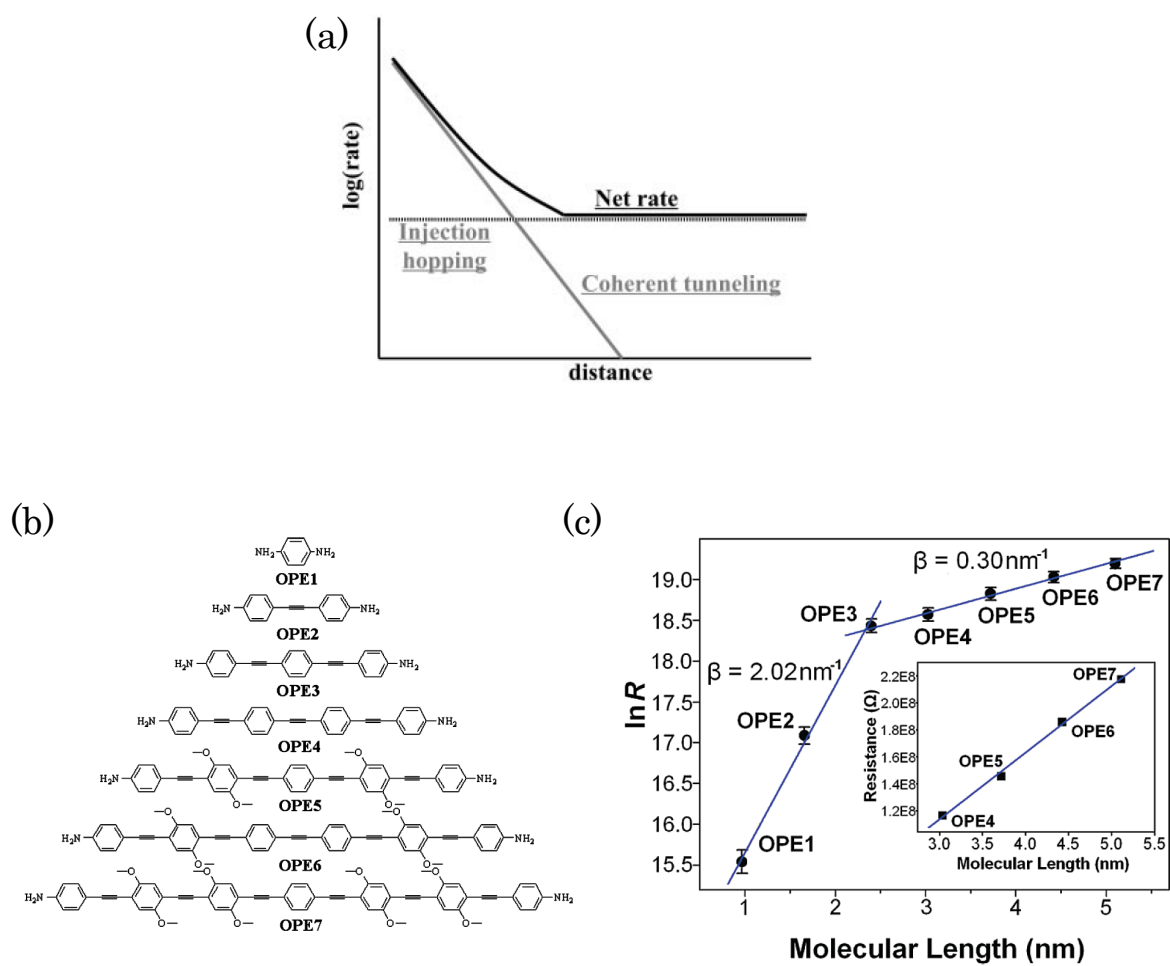 (a)
log(rate)
Net rate
Injection
hopping
Coherent tunneling
distance
(b)
NH₂ NH₂
OPE1
H₂N NH₂
OPE2
H₂N NH₂
OPE3
H₂N NH₂
OPE4
O O
H₂N NH₂
O O
OPE5
O O
H₂N NH₂
O O
OPE6
O O O O
H₂N NH₂
O O O O
OPE7
(c)
lnR
19.0
18.5
18.0
17.5
17.0
16.5
16.0
15.5
β = 0.30nm⁻¹
β = 2.02nm⁻¹
OPE1
OPE2
OPE3
OPE4
OPE5
OPE6
OPE7
Resistance (Ω)
2.2E8
2.0E8
1.8E8
1.6E8
1.4E8
1.2E8
OPE7
OPE6
OPE5
OPE4
3.0 3.5 4.0 4.5 5.0 5.5
Molecular Length (nm)
1 2 3 4 5
Molecular Length (nm)